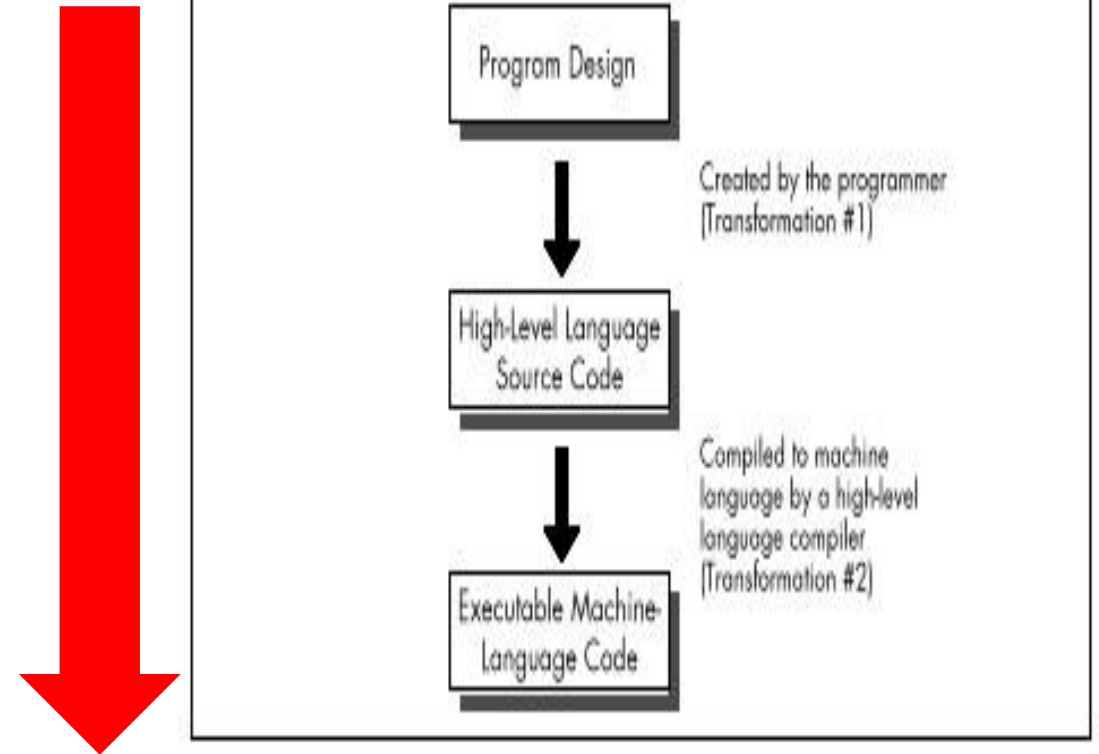 Program Design
Created by the programmer
(Transformation #1)
High-Level Language
Source Code
Compiled to machine
language by a high-level
language compiler
(Transformation #2)
Executable Machine-
Language Code